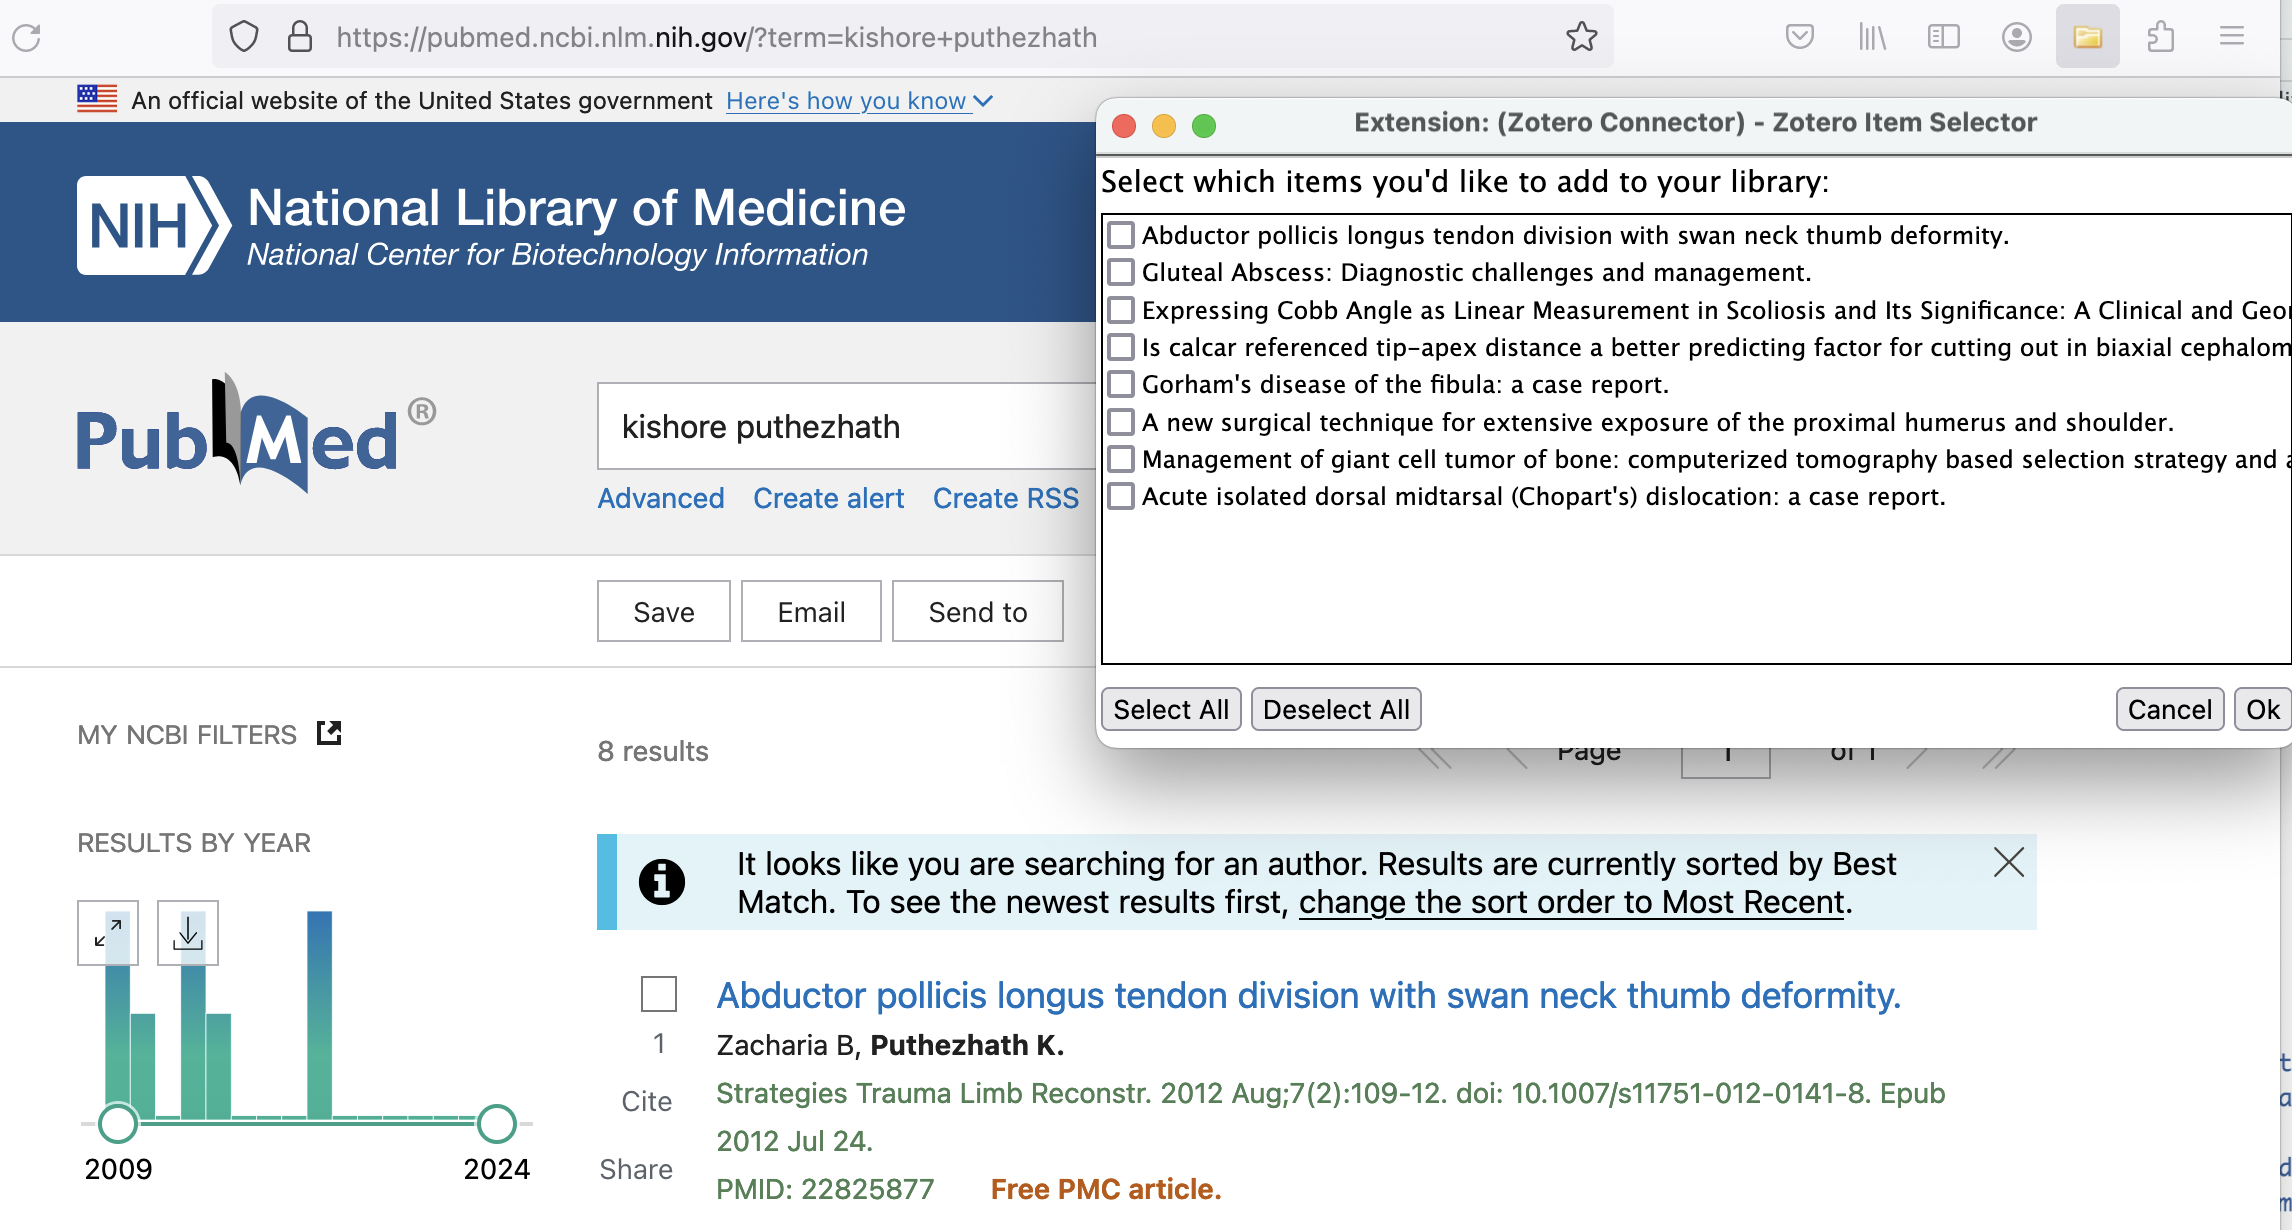 https://pubmed.ncbi.nlm.nih.gov/?term=kishore+puthezhath
An official website of the United States government Here's how you know
NIH National Library of Medicine
National Center for Biotechnology Information
PubMed®
kishore puthezhath
Advanced Create alert Create RSS
Save Email Send to
Extension: (Zotero Connector) - Zotero Item Selector
Select which items you'd like to add to your library:
Abductor pollicis longus tendon division with swan neck thumb deformity.
Gluteal Abscess: Diagnostic challenges and management.
Expressing Cobb Angle as Linear Measurement in Scoliosis and Its Significance: A Clinical and Geo
Is calcar referenced tip-apex distance a better predicting factor for cutting out in biaxial cephalom
Gorham's disease of the fibula: a case report.
A new surgical technique for extensive exposure of the proximal humerus and shoulder.
Management of giant cell tumor of bone: computerized tomography based selection strategy and a
Acute isolated dorsal midtarsal (Chopart's) dislocation: a case report.
Select All Deselect All Cancel Ok
MY NCBI FILTERS
8 results
Page 1 of 1
RESULTS BY YEAR
2009 2024
It looks like you are searching for an author. Results are currently sorted by Best
Match. To see the newest results first, change the sort order to Most Recent.
Abductor pollicis longus tendon division with swan neck thumb deformity.
1
Zacharia B, Puthezhath K.
Cite
Strategies Trauma Limb Reconstr. 2012 Aug;7(2):109-12. doi: 10.1007/s11751-012-0141-8. Epub
2012 Jul 24.
Share
PMID: 22825877 Free PMC article.